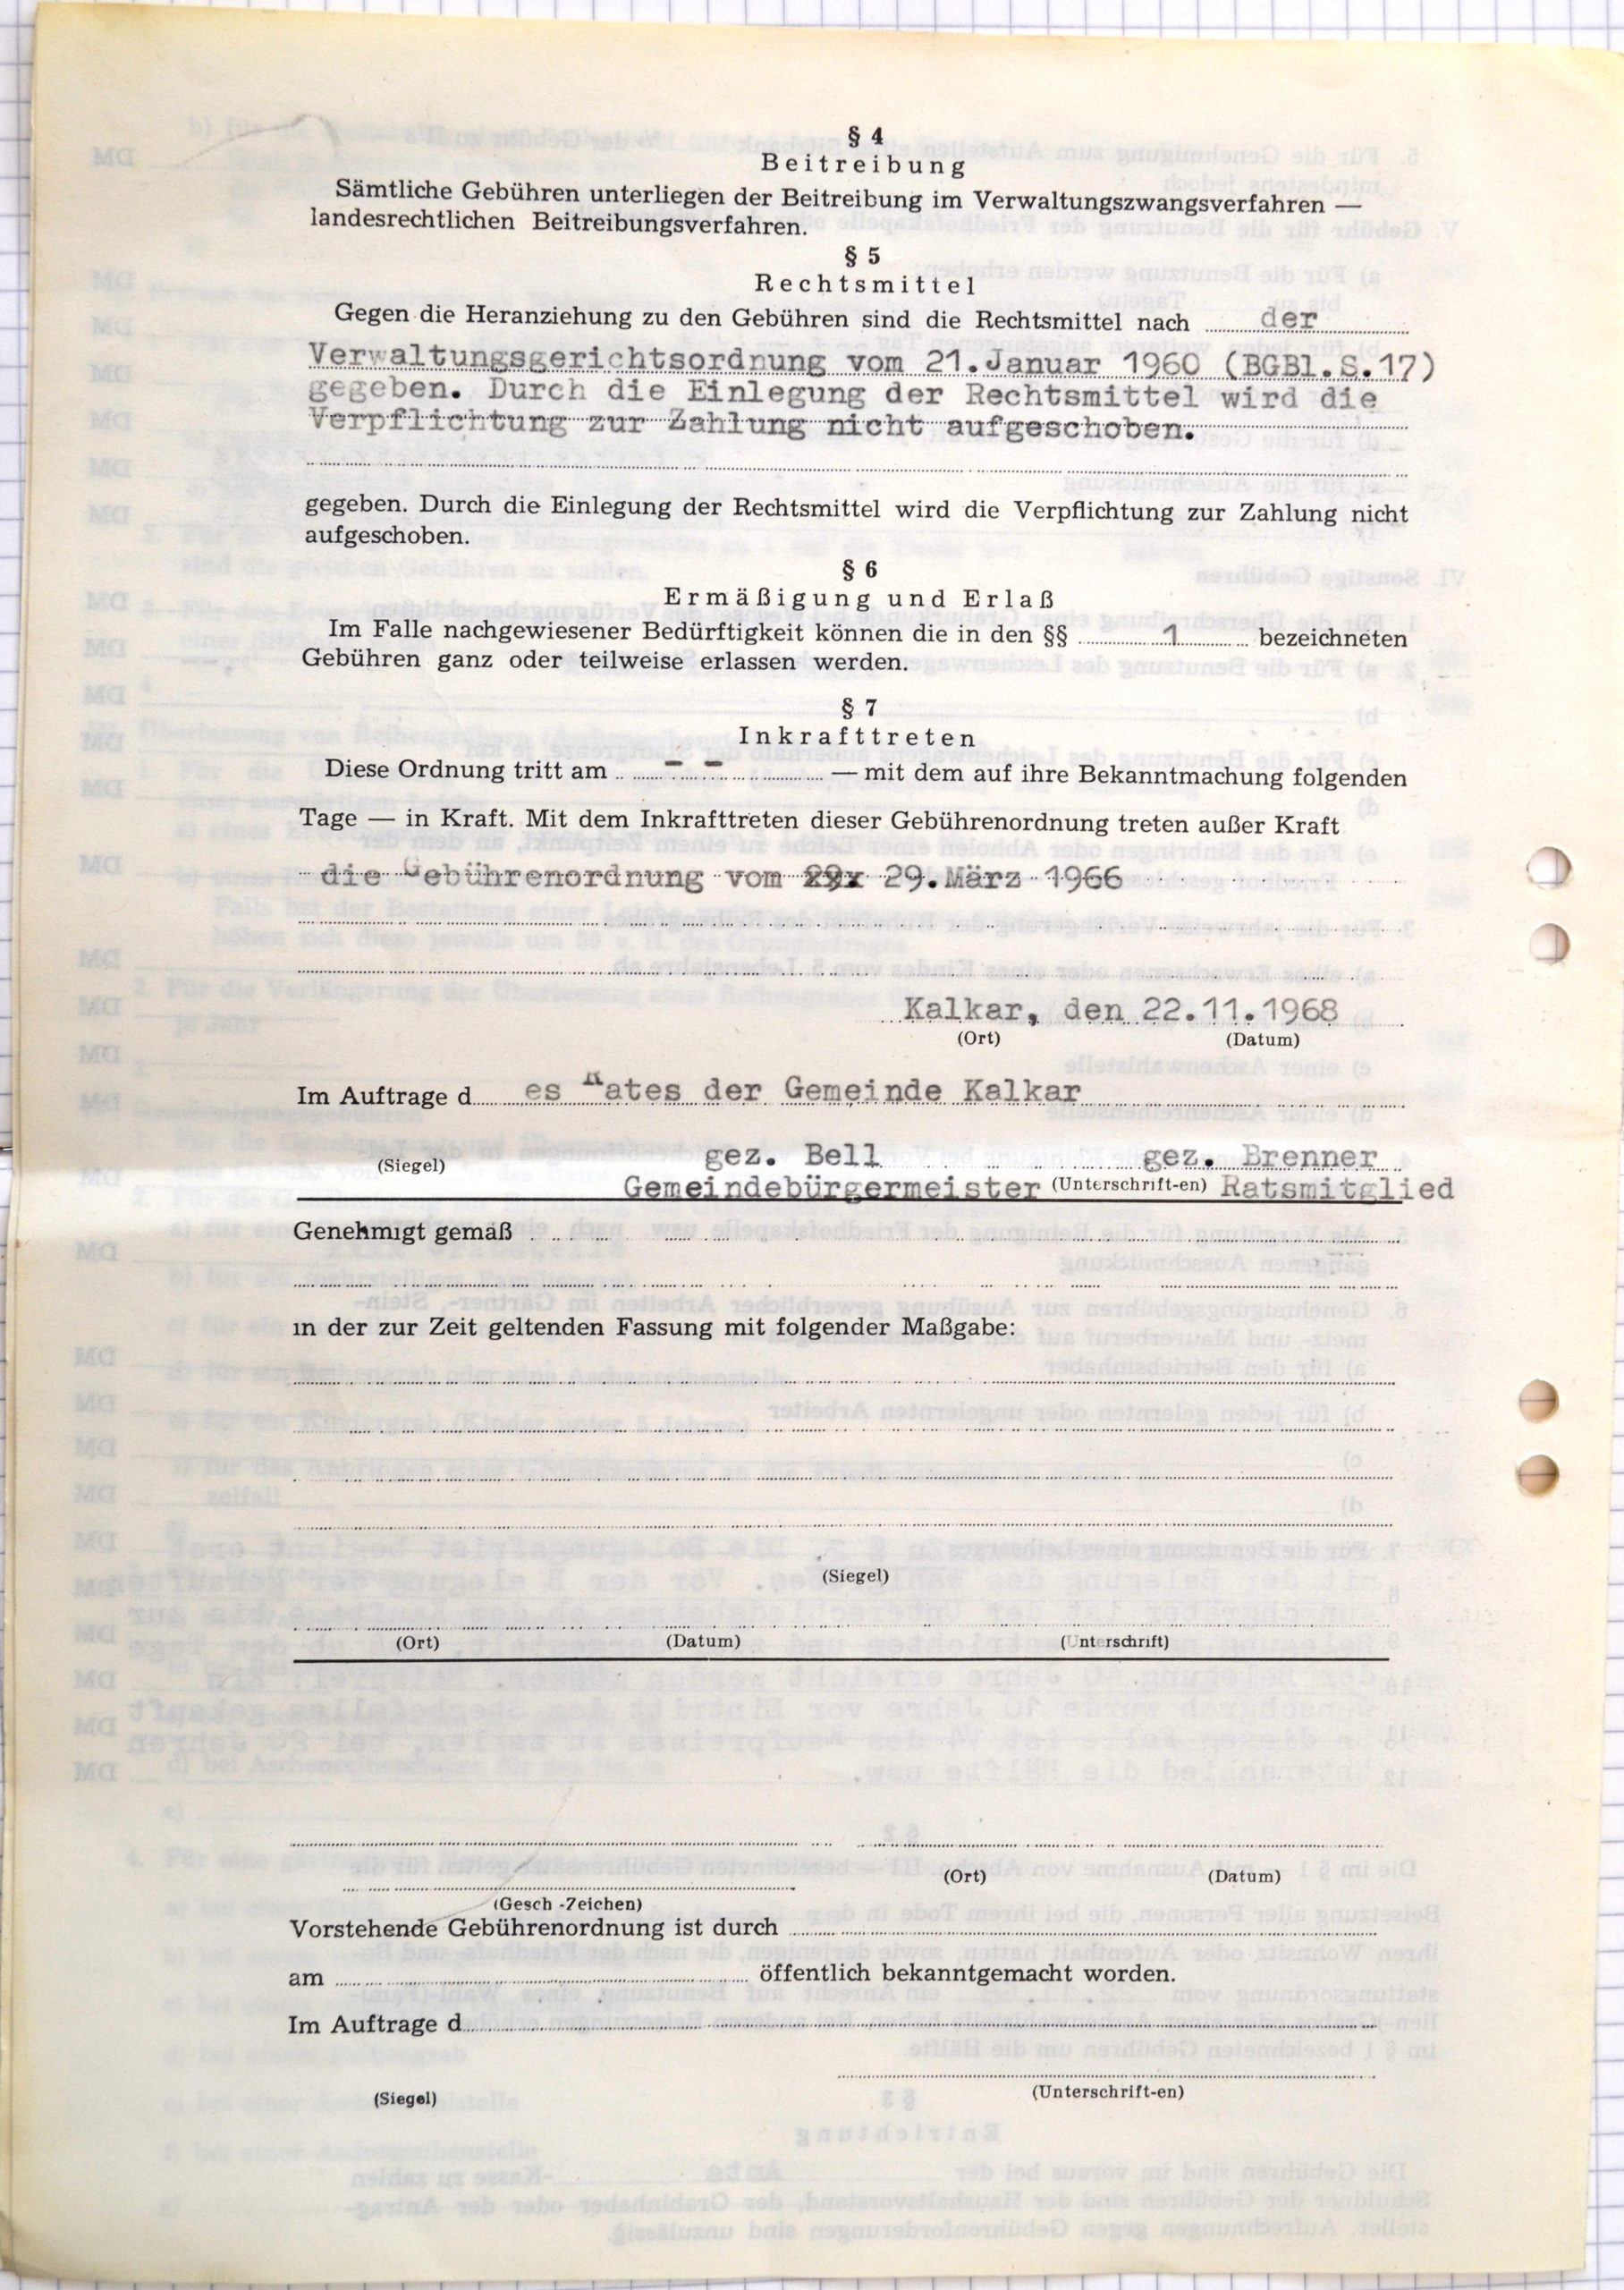 § 4
Beitreibung
Sämtliche Gebühren unterliegen der Beitreibung im Verwaltungszwangsverfahren —
landesrechtlichen Beitreibungsverfahren.
§ 5
Rechtsmittel
Gegen die Heranziehung zu den Gebühren sind die Rechtsmittel nach der
Verwaltungsgerichtsordnung vom 21.Januar 1960 (BGBl.S.17)
gegeben. Durch die Einlegung der Rechtsmittel wird die
Verpflichtung zur Zahlung nicht aufgeschoben.
gegeben. Durch die Einlegung der Rechtsmittel wird die Verpflichtung zur Zahlung nicht
aufgeschoben.
§ 6
Ermäßigung und Erlaß
Im Falle nachgewiesener Bedürftigkeit können die in den §§ 1 bezeichneten
Gebühren ganz oder teilweise erlassen werden.
§ 7
Inkrafttreten
Diese Ordnung tritt am - - — mit dem auf ihre Bekanntmachung folgenden
Tage — in Kraft. Mit dem Inkrafttreten dieser Gebührenordnung treten außer Kraft
die Gebührenordnung vom 29.März 1966
Kalkar, den 22.11.1968
(Ort) (Datum)
Im Auftrage d es Rates der Gemeinde Kalkar
gez. Bell gez. Brenner
(Siegel)
Gemeindebürgermeister (Unterschrift-en) Ratsmitglied
Genehmigt gemäß
in der zur Zeit geltenden Fassung mit folgender Maßgabe:
(Siegel)
(Ort) (Datum) (Unterschrift)
(Ort) (Datum)
(Gesch.-Zeichen)
Vorstehende Gebührenordnung ist durch
am öffentlich bekanntgemacht worden.
Im Auftrage d
(Siegel) (Unterschrift-en)